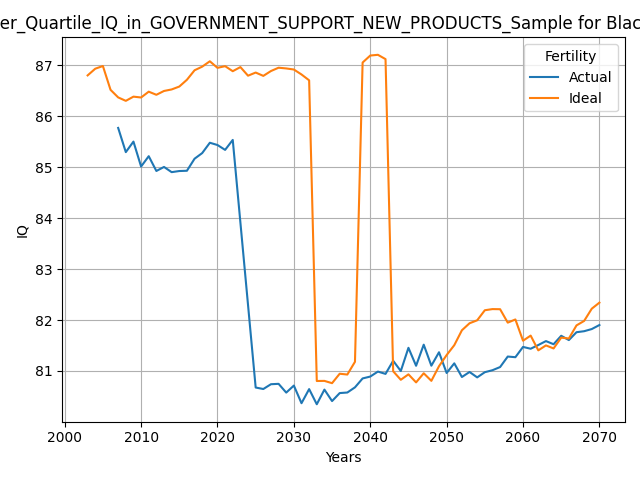 er_Quartile_IQ_in_GOVERNMENT_SUPPORT_NEW_PRODUCTS_Sample for Blac
Fertility
Actual
Ideal
87
86
85
84
83
82
81
IQ
2000 2010 2020 2030 2040 2050 2060 2070
Years